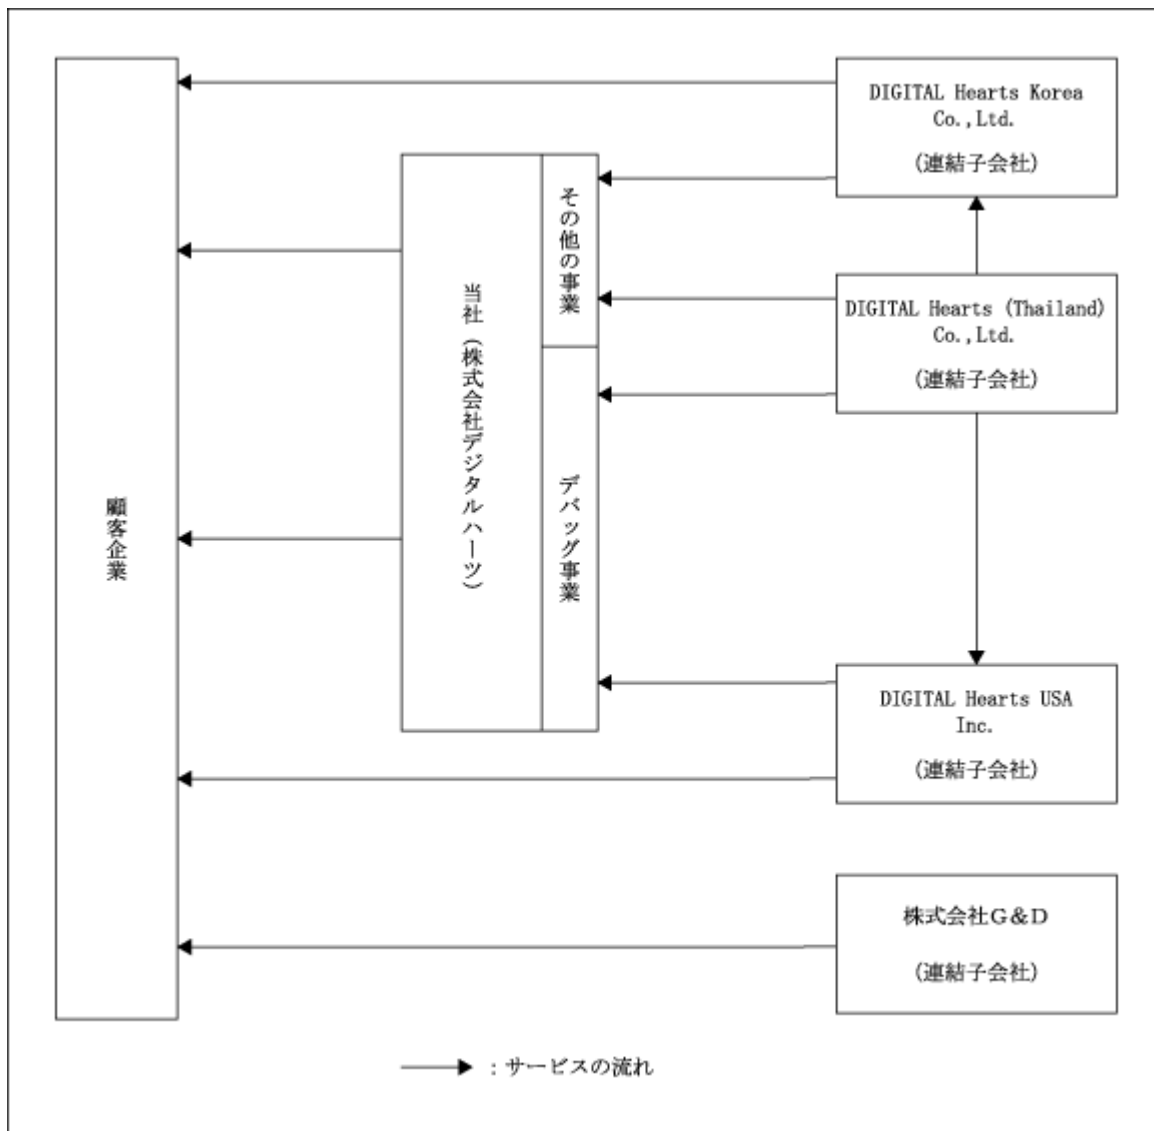 顧客企業
当社（株式会社デジタルハーツ）
その他の事業
デバッグ事業
DIGITAL Hearts Korea
Co.,Ltd.
(連結子会社)
DIGITAL Hearts (Thailand)
Co.,Ltd.
(連結子会社)
DIGITAL Hearts USA
Inc.
(連結子会社)
株式会社Ｇ＆Ｄ
(連結子会社)
：サービスの流れ